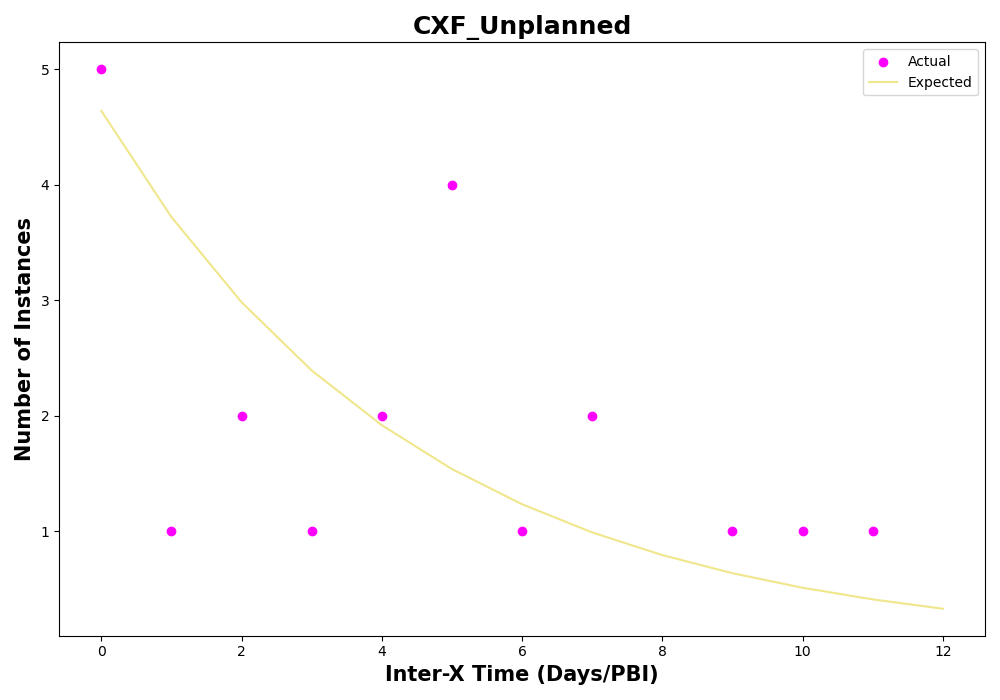 CXF_Unplanned
Actual
Expected
Number of Instances
5
4
3
2
1
0 2 4 6 8 10 12
Inter-X Time (Days/PBI)